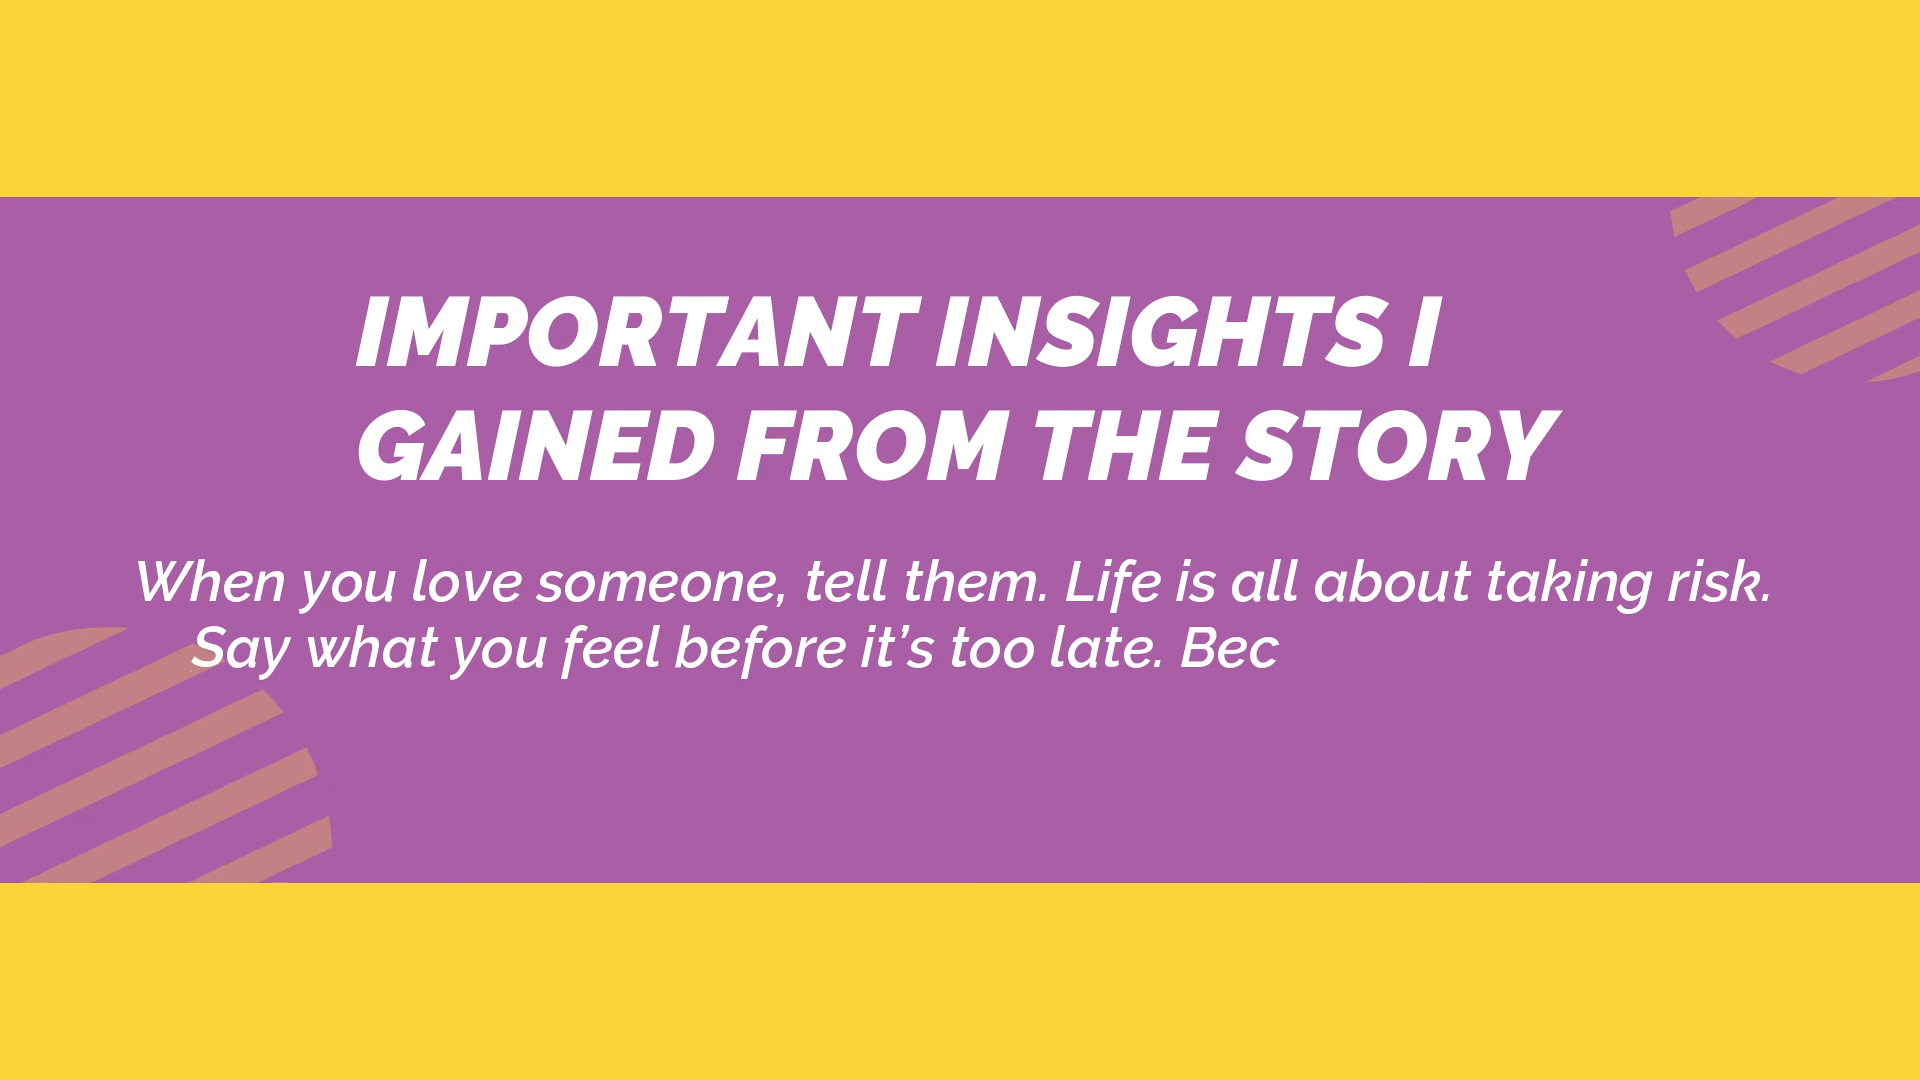 IMPORTANT INSIGHTS I
GAINED FROM THE STORY
When you love someone, tell them. Life is all about taking risk.
Say what you feel before it’s too late. Bec